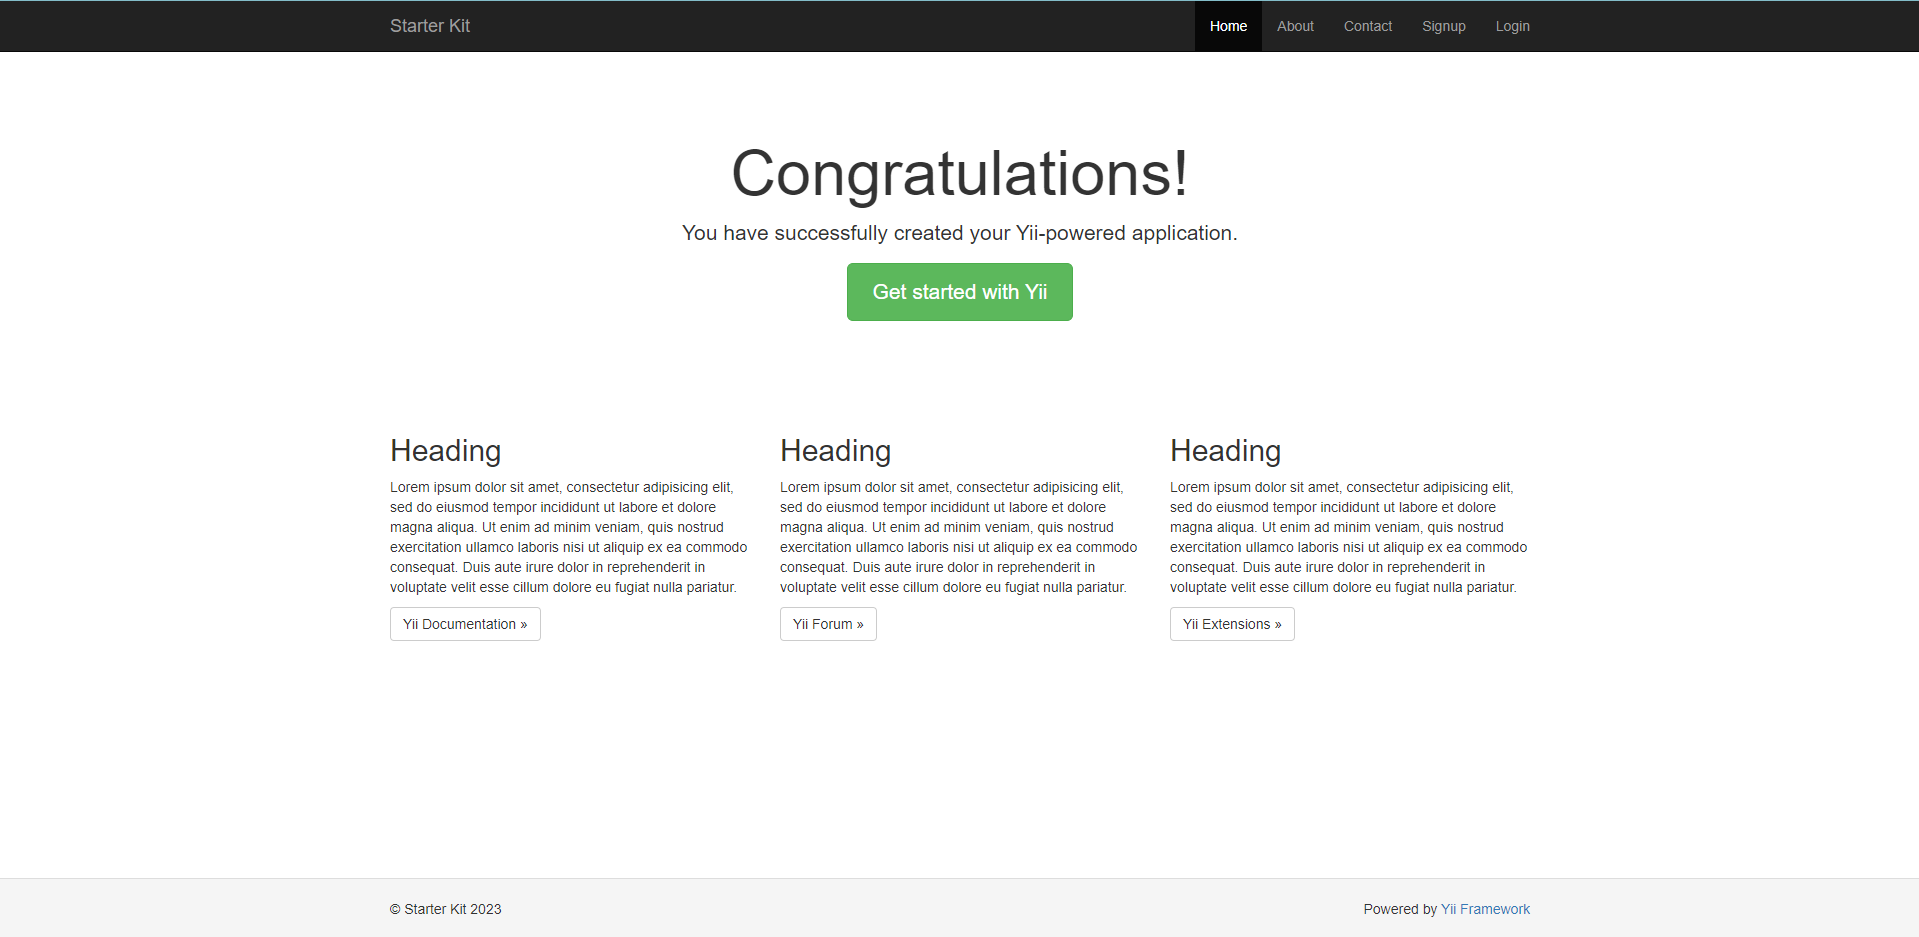 Starter Kit
Home About Contact Signup Login
Congratulations!
You have successfully created your Yii-powered application.
Get started with Yii
Heading
Lorem ipsum dolor sit amet, consectetur adipisicing elit,
sed do eiusmod tempor incididunt ut labore et dolore
magna aliqua. Ut enim ad minim veniam, quis nostrud
exercitation ullamco laboris nisi ut aliquip ex ea commodo
consequat. Duis aute irure dolor in reprehenderit in
voluptate velit esse cillum dolore eu fugiat nulla pariatur.
Yii Documentation »
Heading
Lorem ipsum dolor sit amet, consectetur adipisicing elit,
sed do eiusmod tempor incididunt ut labore et dolore
magna aliqua. Ut enim ad minim veniam, quis nostrud
exercitation ullamco laboris nisi ut aliquip ex ea commodo
consequat. Duis aute irure dolor in reprehenderit in
voluptate velit esse cillum dolore eu fugiat nulla pariatur.
Yii Forum »
Heading
Lorem ipsum dolor sit amet, consectetur adipisicing elit,
sed do eiusmod tempor incididunt ut labore et dolore
magna aliqua. Ut enim ad minim veniam, quis nostrud
exercitation ullamco laboris nisi ut aliquip ex ea commodo
consequat. Duis aute irure dolor in reprehenderit in
voluptate velit esse cillum dolore eu fugiat nulla pariatur.
Yii Extensions »
© Starter Kit 2023
Powered by Yii Framework